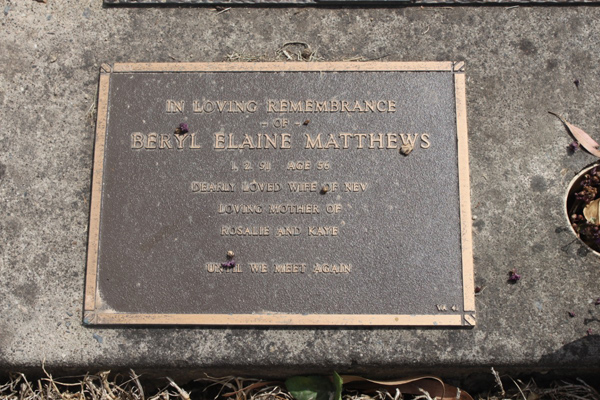 IN LOVING REMEMBRANCE
- OF -
BERYL ELAINE MATTHEWS
1. 2. 91 AGE 56
DEARLY LOVED WIFE OF NEV
LOVING MOTHER OF
ROSALIE AND KAYE
UNTIL WE MEET AGAIN